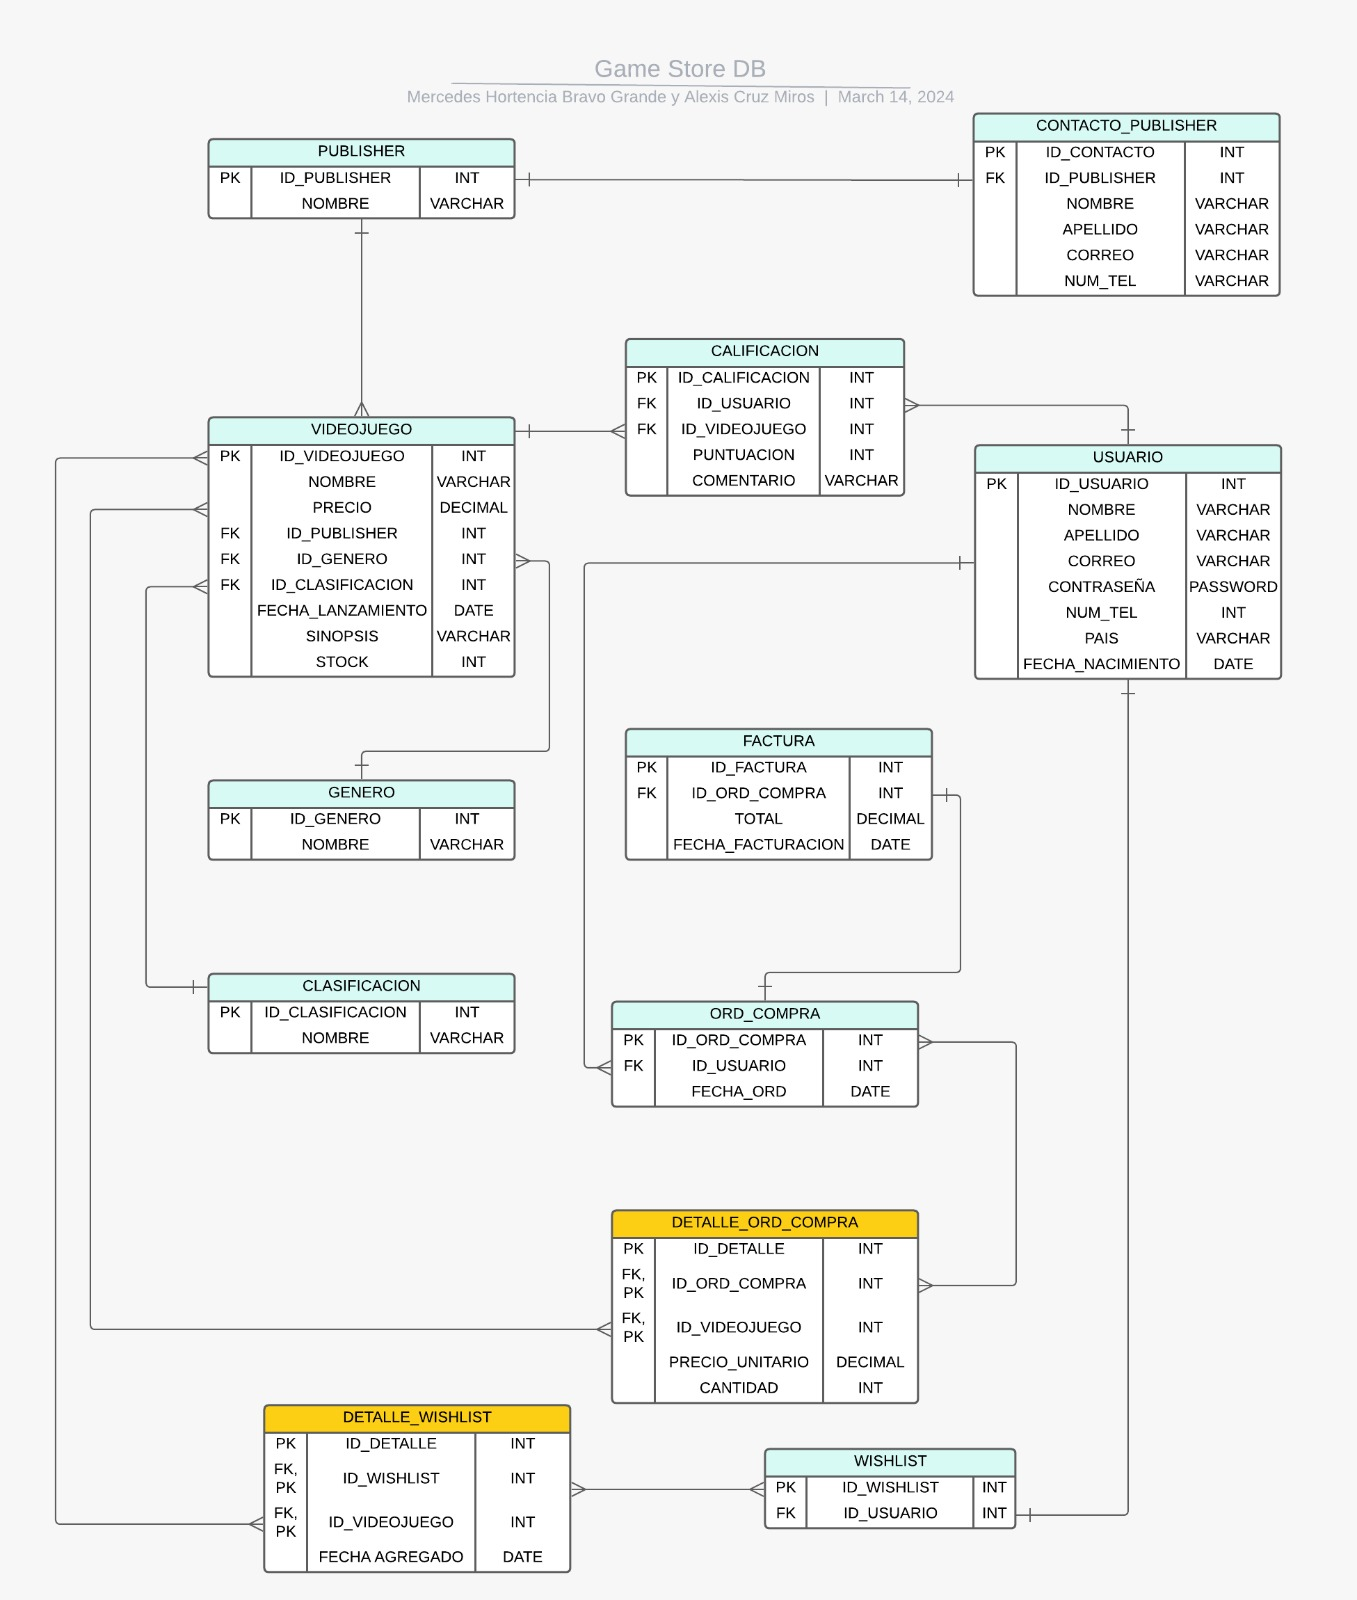 Game Store DB
Mercedes Hortencia Bravo Grande y Alexis Cruz Miros | March 14, 2024
PUBLISHER
PK ID_PUBLISHER INT
NOMBRE VARCHAR
CONTACTO_PUBLISHER
PK ID_CONTACTO INT
FK ID_PUBLISHER INT
NOMBRE VARCHAR
APELLIDO VARCHAR
CORREO VARCHAR
NUM_TEL VARCHAR
CALIFICACION
PK ID_CALIFICACION INT
FK ID_USUARIO INT
FK ID_VIDEOJUEGO INT
PUNTUACION INT
COMENTARIO VARCHAR
VIDEOJUEGO
PK ID_VIDEOJUEGO INT
NOMBRE VARCHAR
PRECIO DECIMAL
FK ID_PUBLISHER INT
FK ID_GENERO INT
FK ID_CLASIFICACION INT
FECHA_LANZAMIENTO DATE
SINOPSIS VARCHAR
STOCK INT
USUARIO
PK ID_USUARIO INT
NOMBRE VARCHAR
APELLIDO VARCHAR
CORREO VARCHAR
CONTRASEÑA PASSWORD
NUM_TEL INT
PAIS VARCHAR
FECHA_NACIMIENTO DATE
FACTURA
PK ID_FACTURA INT
FK ID_ORD_COMPRA INT
TOTAL DECIMAL
FECHA_FACTURACION DATE
GENERO
PK ID_GENERO INT
NOMBRE VARCHAR
CLASIFICACION
PK ID_CLASIFICACION INT
NOMBRE VARCHAR
ORD_COMPRA
PK ID_ORD_COMPRA INT
FK ID_USUARIO INT
FECHA_ORD DATE
DETALLE_ORD_COMPRA
PK ID_DETALLE INT
FK, PK ID_ORD_COMPRA INT
FK, PK ID_VIDEOJUEGO INT
PRECIO_UNITARIO DECIMAL
CANTIDAD INT
DETALLE_WISHLIST
PK ID_DETALLE INT
FK, PK ID_WISHLIST INT
FK, PK ID_VIDEOJUEGO INT
FECHA AGREGADO DATE
WISHLIST
PK ID_WISHLIST INT
FK ID_USUARIO INT